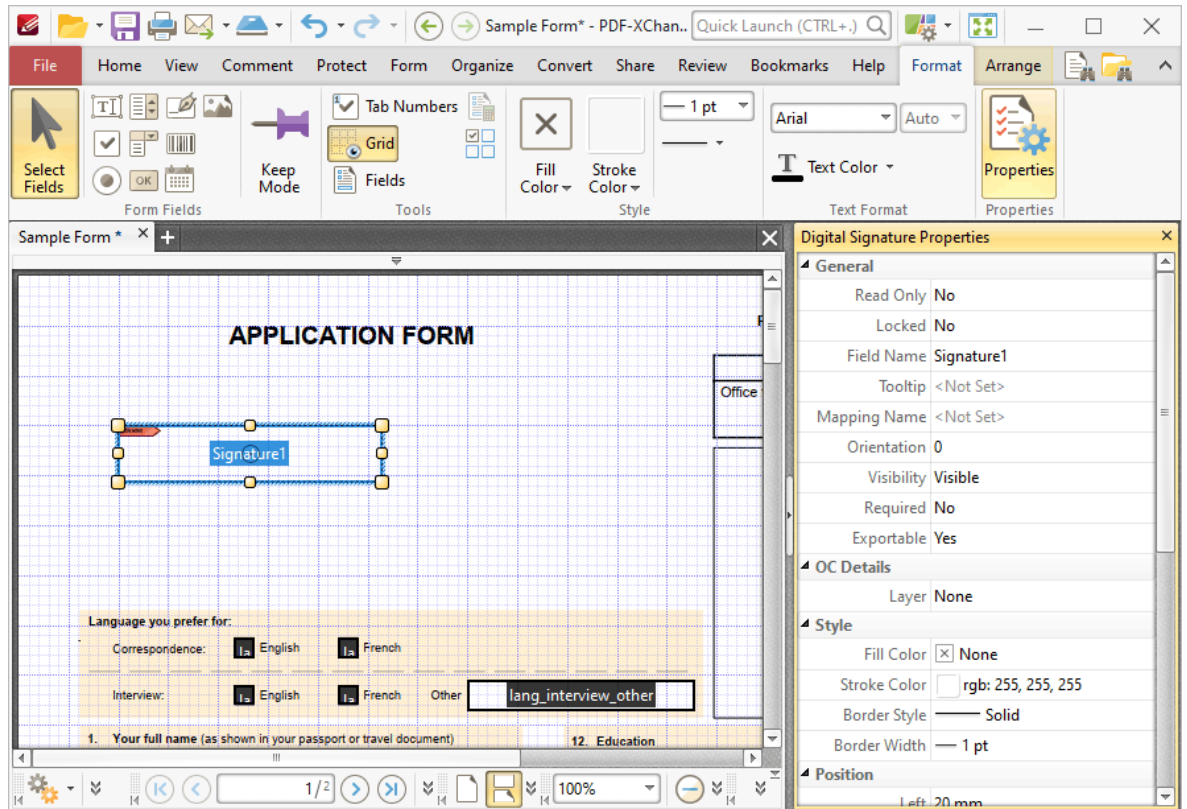 Sample Form* - PDF-XChan..
Quick Launch (CTRL+.)
File Home View Comment Protect Form Organize Convert Share Review Bookmarks Help Format Arrange
Select Fields
OK
Keep Mode
Form Fields
Tab Numbers
Grid
Fields
Tools
Fill Color
Stroke Color
1 pt
Style
Arial
Auto
Text Color
Text Format
Properties
Properties
Sample Form *
APPLICATION FORM
Office
Signature1
Language you prefer for:
Correspondence: English French
Interview: English French Other lang_interview_other
1. Your full name (as shown in your passport or travel document)
12. Education
1/2
100%
Digital Signature Properties
General
Read Only No
Locked No
Field Name Signature1
Tooltip <Not Set>
Mapping Name <Not Set>
Orientation 0
Visibility Visible
Required No
Exportable Yes
OC Details
Layer None
Style
Fill Color None
Stroke Color rgb: 255, 255, 255
Border Style Solid
Border Width 1 pt
Position
Left 20 mm